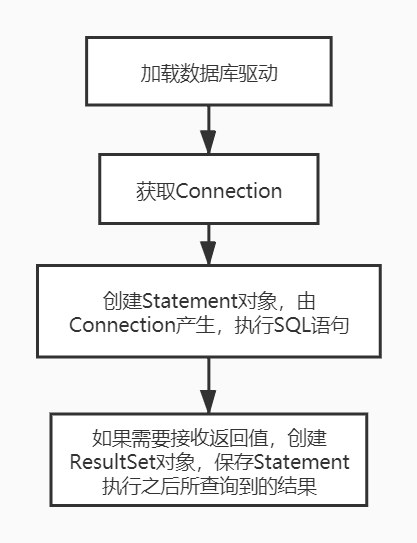 加载数据库驱动
获取Connection
创建Statement对象，由
Connection产生，执行SQL语句
如果需要接收返回值，创建
ResultSet对象，保存Statement
执行之后所查询到的结果